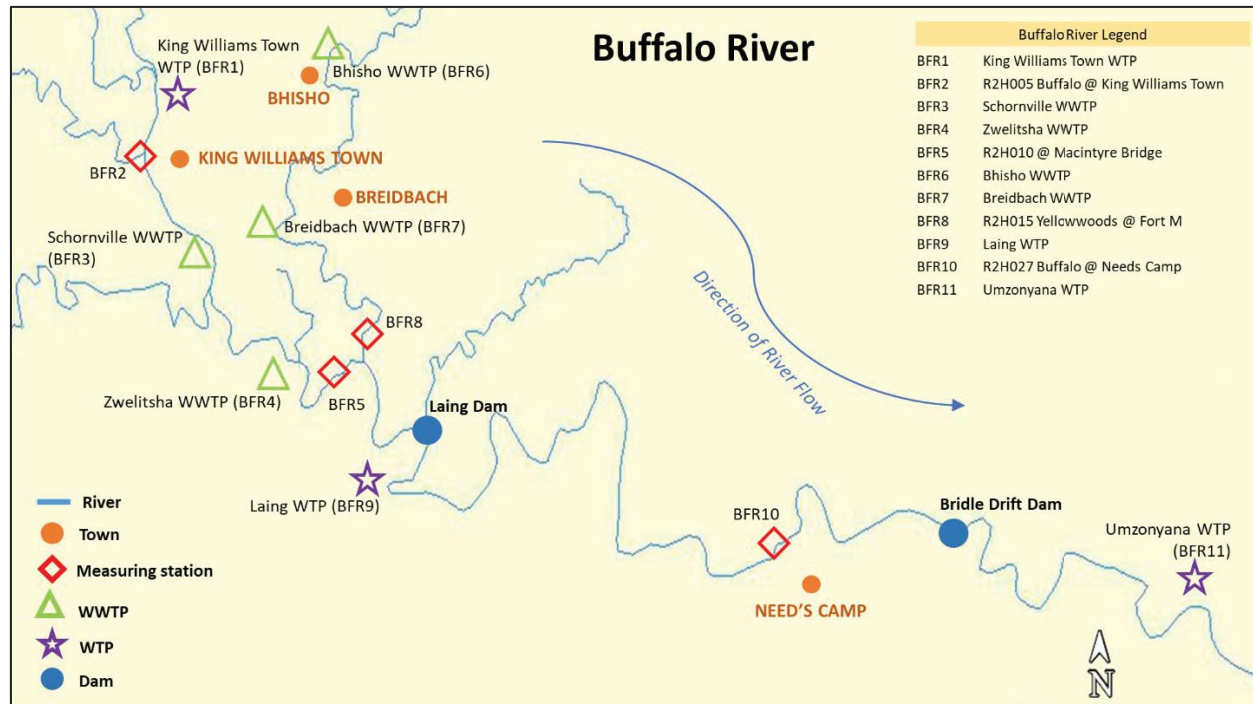 Buffalo River
King Williams Town
WTP (BFR1)
Bhisho WWTP (BFR6)
BHISHO
BFR2
KING WILLIAMS TOWN
BREIDBACH
Breidbach WWTP (BFR7)
Schornville WWTP
(BFR3)
BFR8
Zwelitsha WWTP (BFR4)
BFR5
Laing Dam
Laing WTP (BFR9)
Direction of River Flow
BFR10
NEED'S CAMP
Bridle Drift Dam
Umzonyana WTP
(BFR11)
N
River
Town
Measuring station
WWTP
WTP
Dam
Buffalo River Legend
BFR1 King Williams Town WTP
BFR2 R2H005 Buffalo @ King Williams Town
BFR3 Schornville WWTP
BFR4 Zwelitsha WWTP
BFR5 R2H010 @ Macintyre Bridge
BFR6 Bhisho WWTP
BFR7 Breidbach WWTP
BFR8 R2H015 Yellowwoods @ Fort M
BFR9 Laing WTP
BFR10 R2H027 Buffalo @ Needs Camp
BFR11 Umzonyana WTP